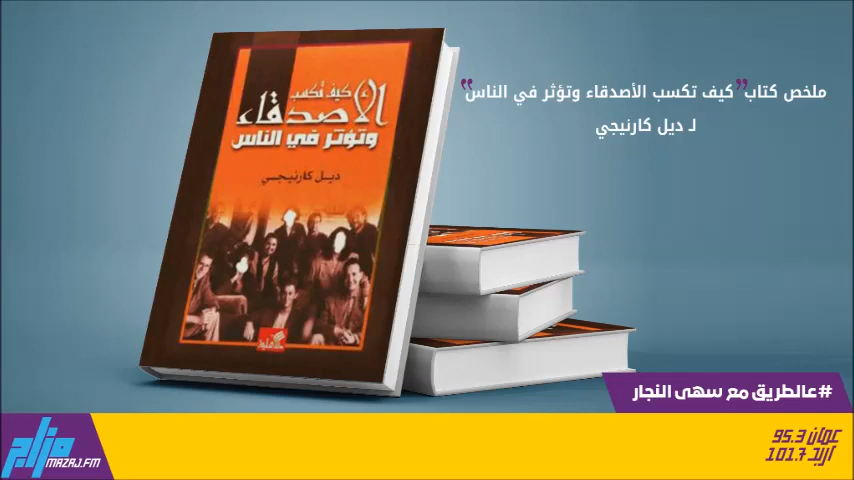 ملخص كتاب "كيف تكسب الأصدقاء وتؤثر في الناس"
لـ ديل كارنيجي
كيف تكسب
الأصدقاء
وتؤثر في الناس
ديل كارنيجي
#عالطريق مع سهى النجار
مزاج
MAZAJ.FM
عمان 95.3
اربد 101.7